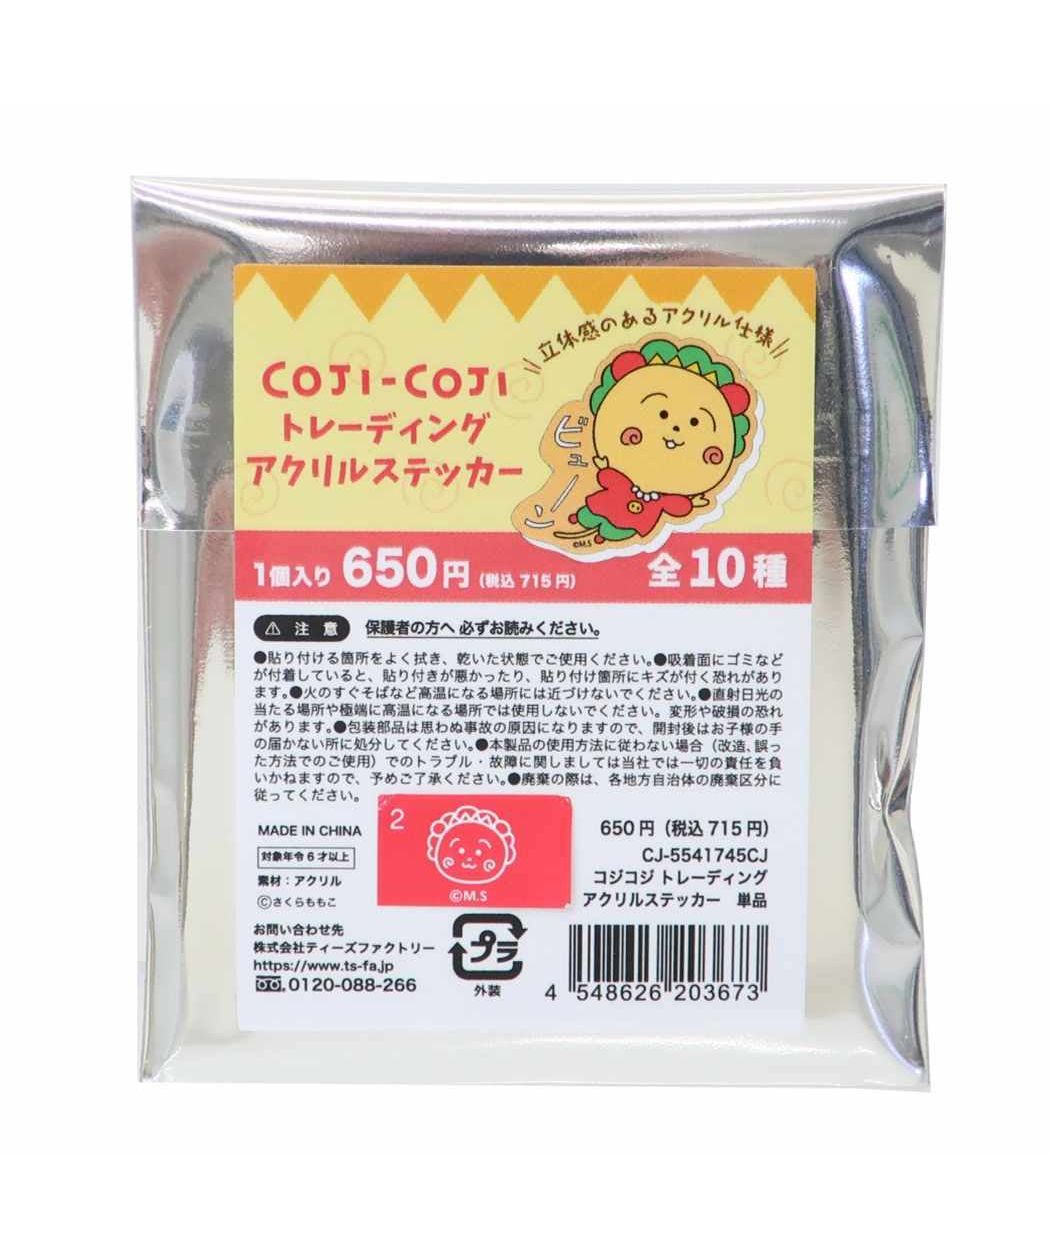 立体感のあるアクリル仕様
COJI-COJI
トレーディング
アクリルステッカー
ビューン
©M.S
1個入り 650円 (税込 715円) 全10種
⚠ 注 意 保護者の方へ 必ずお読みください。
●貼り付ける箇所をよく拭き、乾いた状態でご使用ください。●吸着面にゴミなど
が付着していると、貼り付きが悪かったり、貼り付け箇所にキズが付く恐れがあり
ます。●火のすぐそばなど高温になる場所には近づけないでください。●直射日光の
当たる場所や極端に高温になる場所では使用しないでください。変形や破損の恐れ
があります。●包装部品は思わぬ事故の原因になりますので、開封後はお子様の手
の届かない所に処分してください。●本製品の使用方法に従わない場合（改造、誤っ
た方法でのご使用）でのトラブル・故障に関しましては当社では一切の責任を負
いかねますので、予めご了承ください。●廃棄の際は、各地方自治体の廃棄区分に
従ってください。
MADE IN CHINA
対象年令6才以上
素材：アクリル
Ⓒさくらももこ
2
©M.S
650円（税込715円）
CJ-5541745CJ
コジコジ トレーディング
アクリルステッカー 単品
お問い合わせ先
株式会社ティーズファクトリー
https://www.ts-fa.jp
0120-088-266
プラ
外装
4 548626 203673